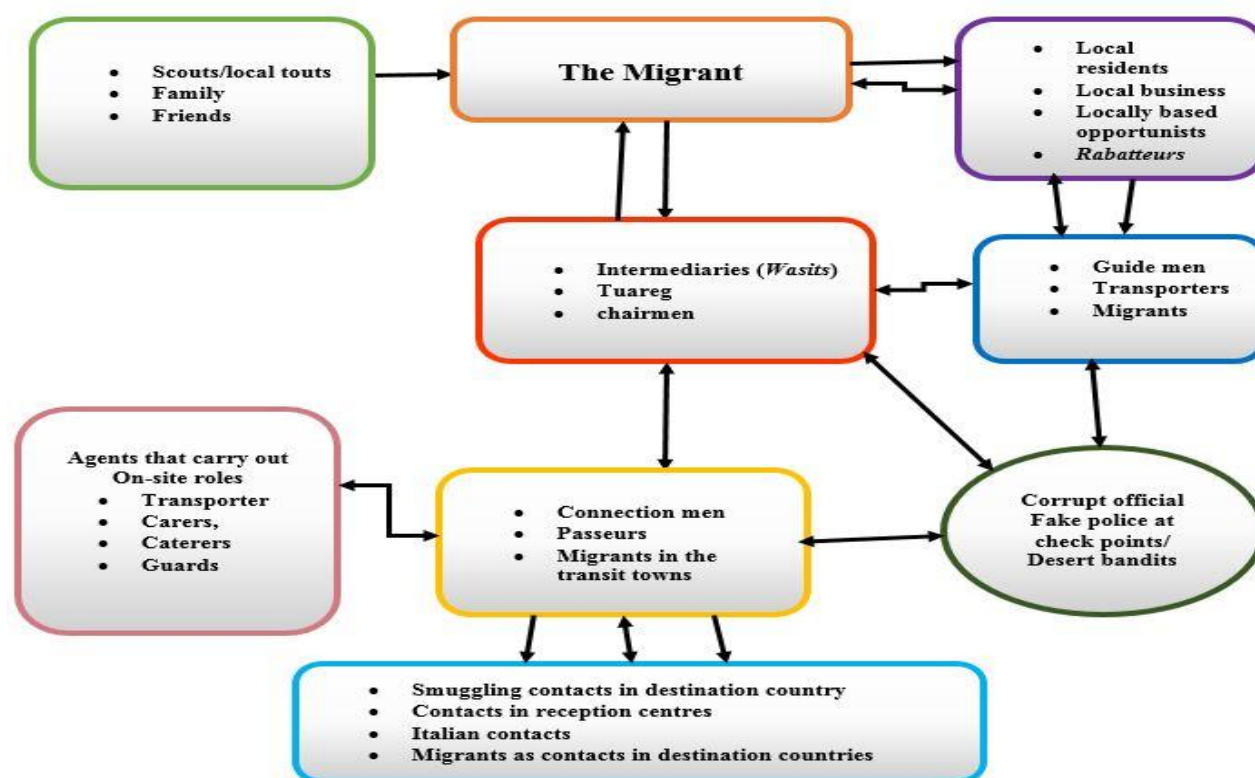 • Scouts/local touts
• Family
• Friends
The Migrant
• Local
residents
• Local business
• Locally based
opportunists
• Rabatteurs
• Intermediaries (Wasits)
• Tuareg
• chairmen
• Guide men
• Transporters
• Migrants
Agents that carry out
On-site roles
• Transporter
• Carers,
• Caterers
• Guards
• Connection men
• Passeurs
• Migrants in the
transit towns
Corrupt official
Fake police at
check points/
Desert bandits
• Smuggling contacts in destination country
• Contacts in reception centres
• Italian contacts
• Migrants as contacts in destination countries